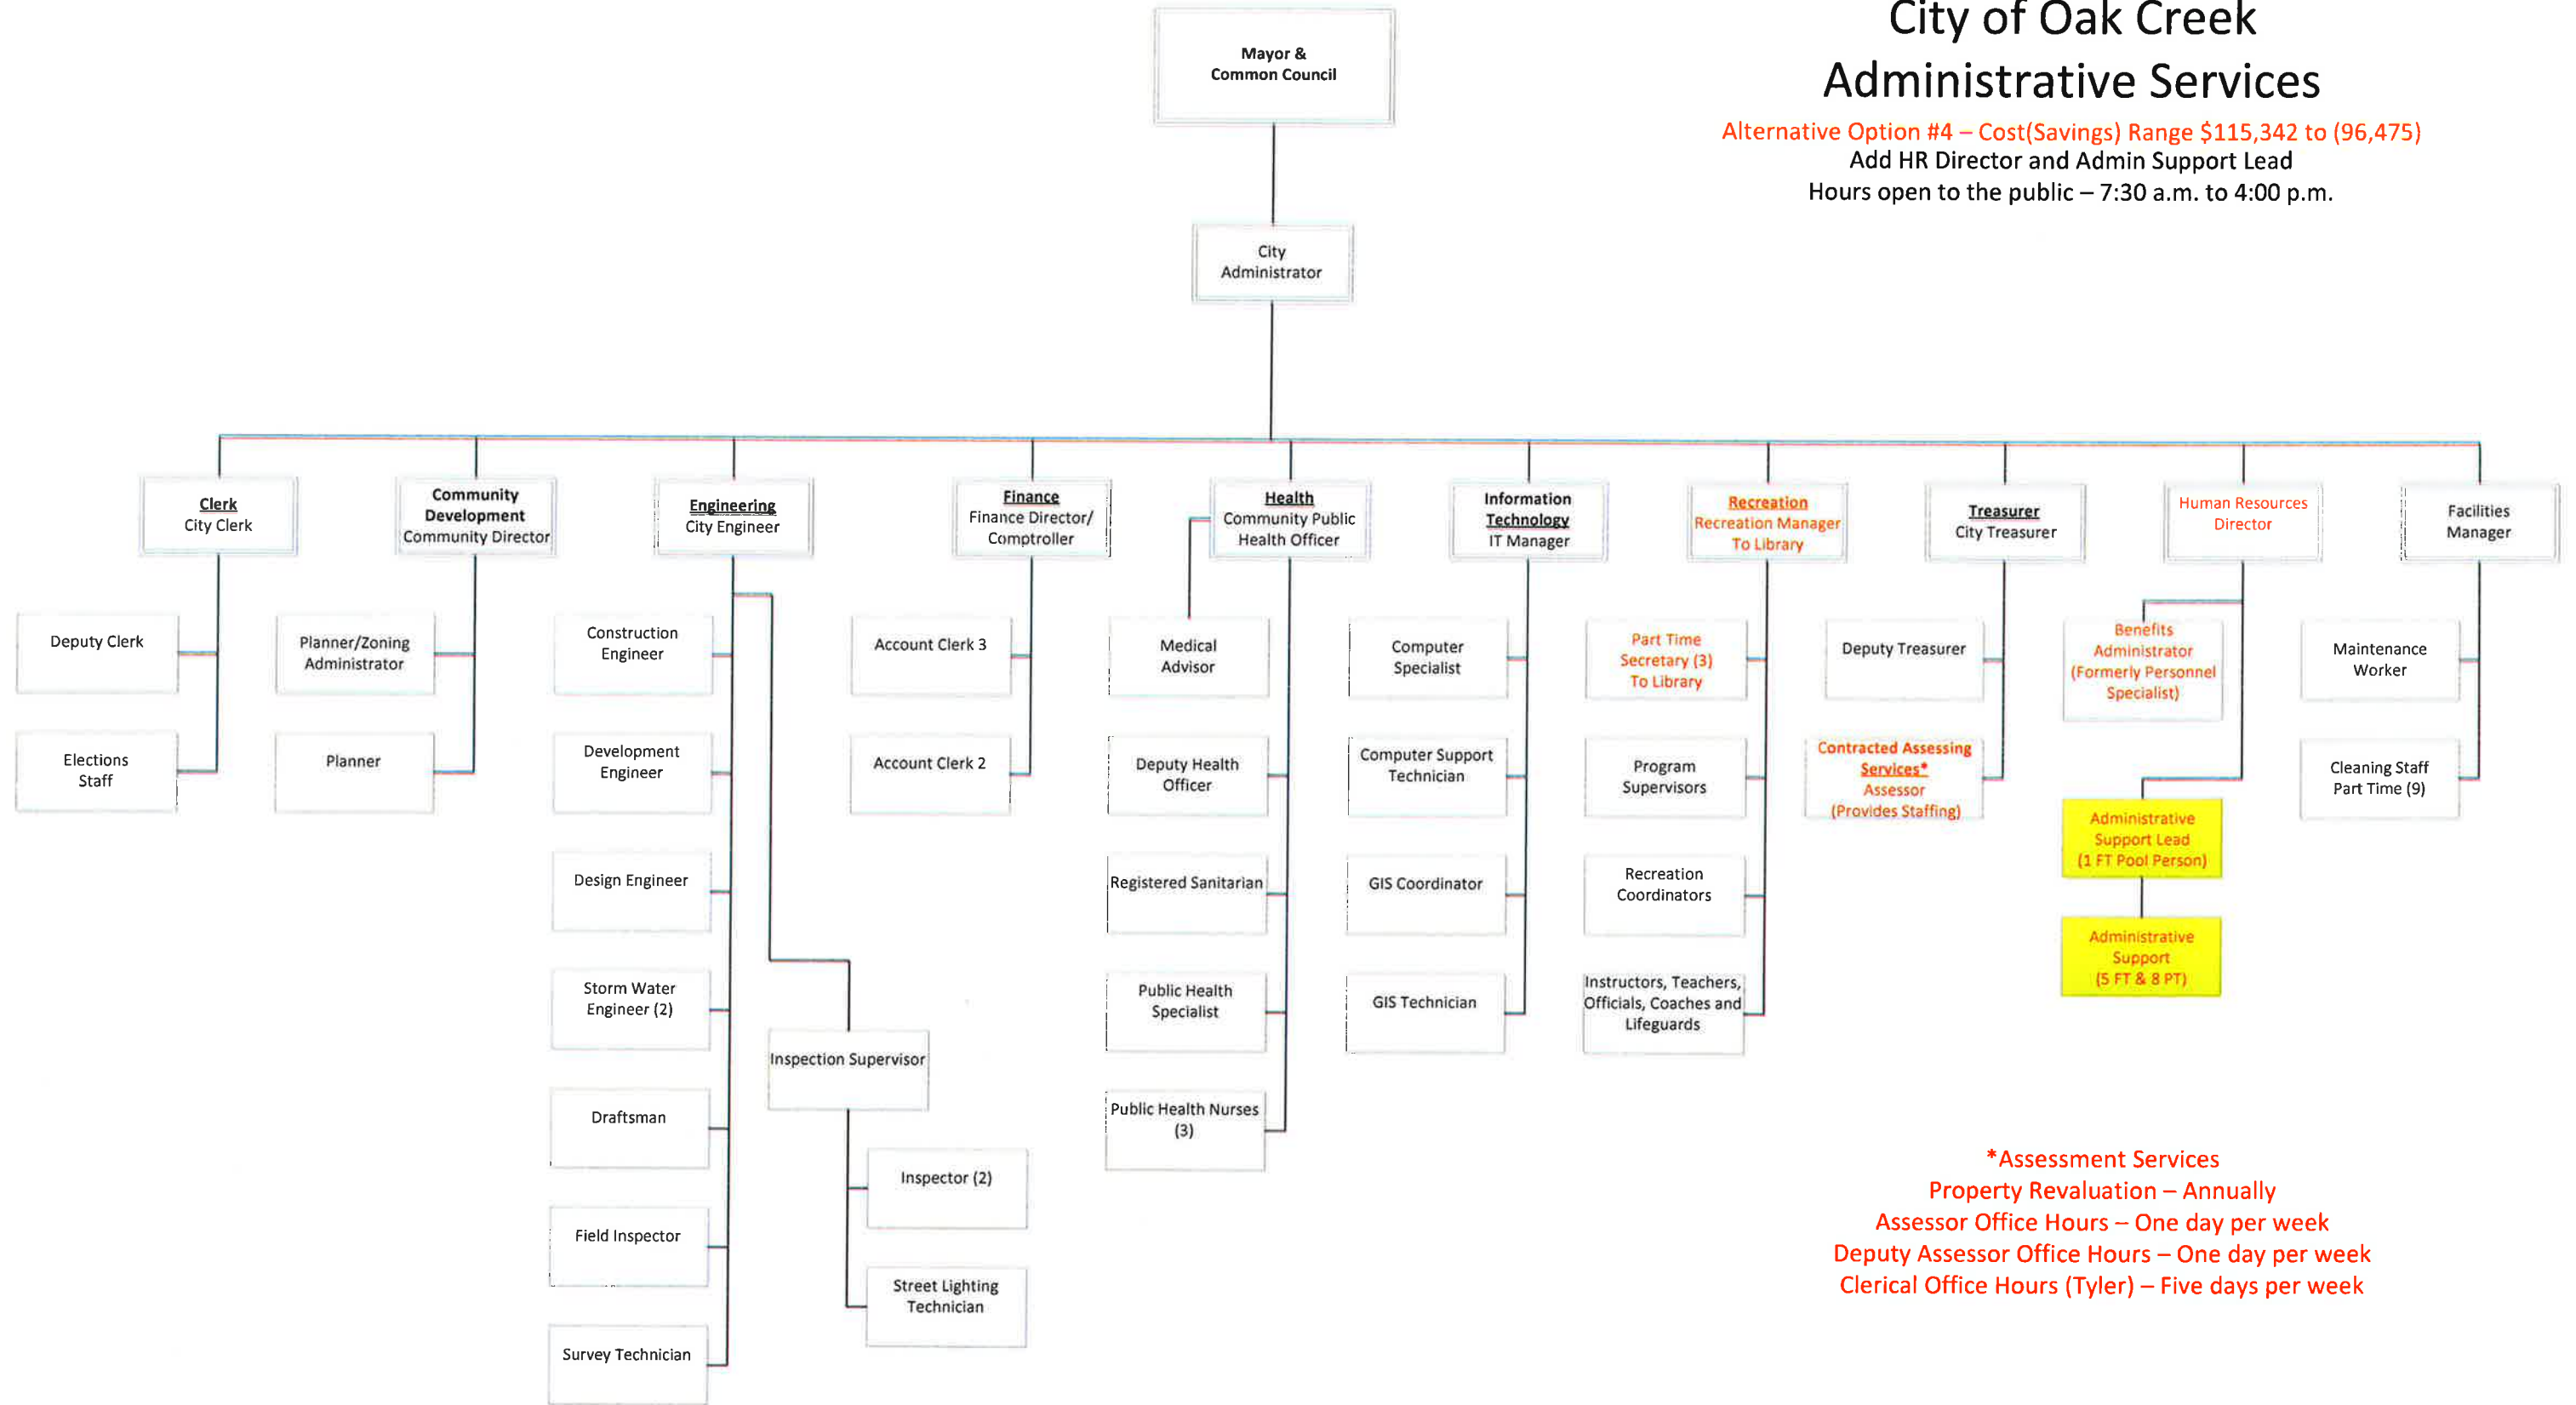 City of Oak Creek
Administrative Services
Alternative Option #4 – Cost(Savings) Range $115,342 to (96,475)
Add HR Director and Admin Support Lead
Hours open to the public – 7:30 a.m. to 4:00 p.m.
Mayor &
Common Council
City
Administrator
Clerk
City Clerk
Community
Development
Community Director
Engineering
City Engineer
Finance
Finance Director/
Comptroller
Health
Community Public
Health Officer
Information
Technology
IT Manager
Recreation
Recreation Manager
To Library
Treasurer
City Treasurer
Human Resources
Director
Facilities
Manager
Deputy Clerk
Elections
Staff
Planner/Zoning
Administrator
Planner
Construction
Engineer
Development
Engineer
Design Engineer
Storm Water
Engineer (2)
Draftsman
Field Inspector
Survey Technician
Inspection Supervisor
Inspector (2)
Street Lighting
Technician
Account Clerk 3
Account Clerk 2
Medical
Advisor
Deputy Health
Officer
Registered Sanitarian
Public Health
Specialist
Public Health Nurses
(3)
Computer
Specialist
Computer Support
Technician
GIS Coordinator
GIS Technician
Part Time
Secretary (3)
To Library
Program
Supervisors
Recreation
Coordinators
Instructors, Teachers,
Officials, Coaches and
Lifeguards
Deputy Treasurer
Contracted Assessing
Services*
Assessor
(Provides Staffing)
Benefits
Administrator
(Formerly Personnel
Specialist)
Administrative
Support Lead
(1 FT Pool Person)
Administrative
Support
(5 FT & 8 PT)
Maintenance
Worker
Cleaning Staff
Part Time (9)
*Assessment Services
Property Revaluation – Annually
Assessor Office Hours – One day per week
Deputy Assessor Office Hours – One day per week
Clerical Office Hours (Tyler) – Five days per week